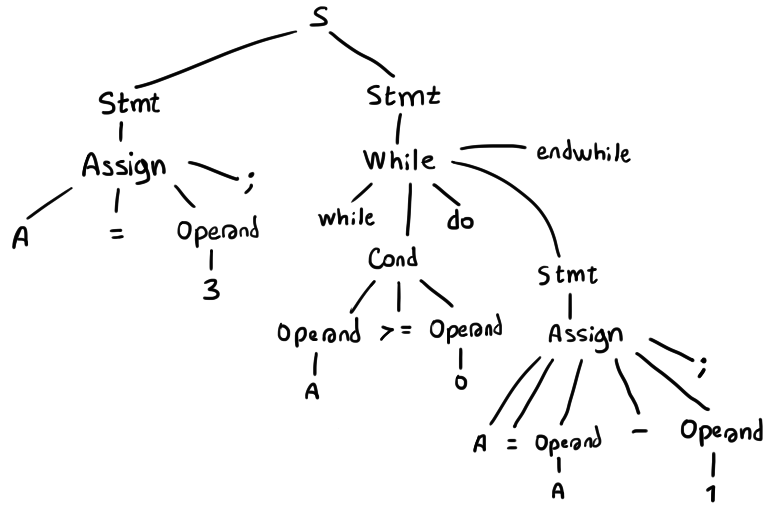 S
Stmt Stmt
Assign ; While endwhile
A = Operand while do
3 Cond Stmt
Operand >= Operand Assign ;
A 0
A = Operand - Operand
A 1